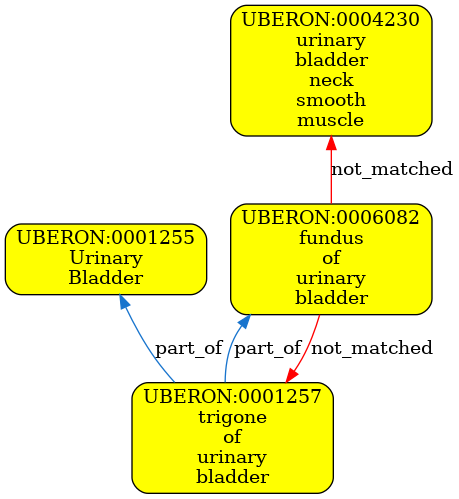 UBERON:0004230
urinary
bladder
neck
smooth
muscle
not_matched
UBERON:0006082
fundus
of
urinary
bladder
UBERON:0001255
Urinary
Bladder
part_of
part_of
not_matched
UBERON:0001257
trigone
of
urinary
bladder